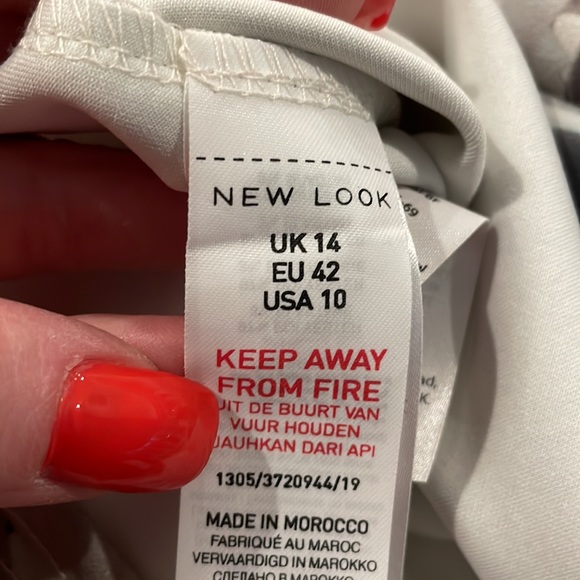 NEW LOOK
UK 14
EU 42
USA 10
KEEP AWAY
FROM FIRE
UIT DE BUURT VAN
VUUR HOUDEN
JAUHKAN DARI API
1305/3720944/19
MADE IN MOROCCO
FABRIQUÉ AU MAROC
VERVAARDIGD IN MAROKKO
СДЕЛАНО В МАРОККО
69